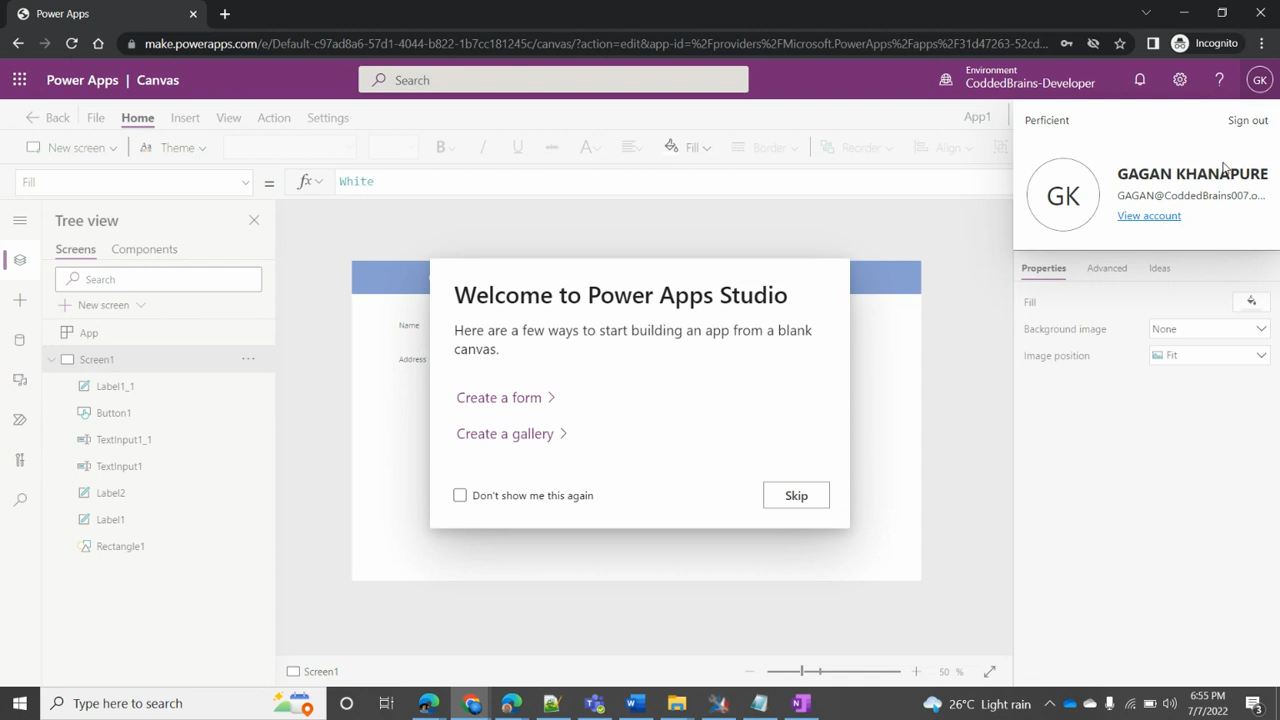 Power Apps
make.powerapps.com/e/Default-c97ad8a6-57d1-4044-b822-1b7cc181245c/canvas/?action=edit&app-id=%2Fproviders%2FMicrosoft.PowerApps%2Fapps%2F31d47263-52cd...
Incognito
Power Apps | Canvas
Search
Environment
CoddedBrains-Developer
GK
Back
File
Home
Insert
View
Action
Settings
App1
Perficient
Sign out
New screen
Theme
B
I
U
A
Fill
Border
Reorder
Align
GK
GAGAN KHANAPURE
GAGAN@CoddedBrains007.o...
View account
Fill
=
fx
White
Tree view
Screens
Components
Search
New screen
App
Screen1
Label1_1
Button1
TextInput1_1
TextInput1
Label2
Label1
Rectangle1
Name
Address
Welcome to Power Apps Studio
Here are a few ways to start building an app from a blank
canvas.
Create a form
Create a gallery
Don't show me this again
Skip
Properties
Advanced
Ideas
Fill
Background image
None
Image position
Fit
Screen1
50 %
Type here to search
26°C Light rain
6:55 PM
7/7/2022
3